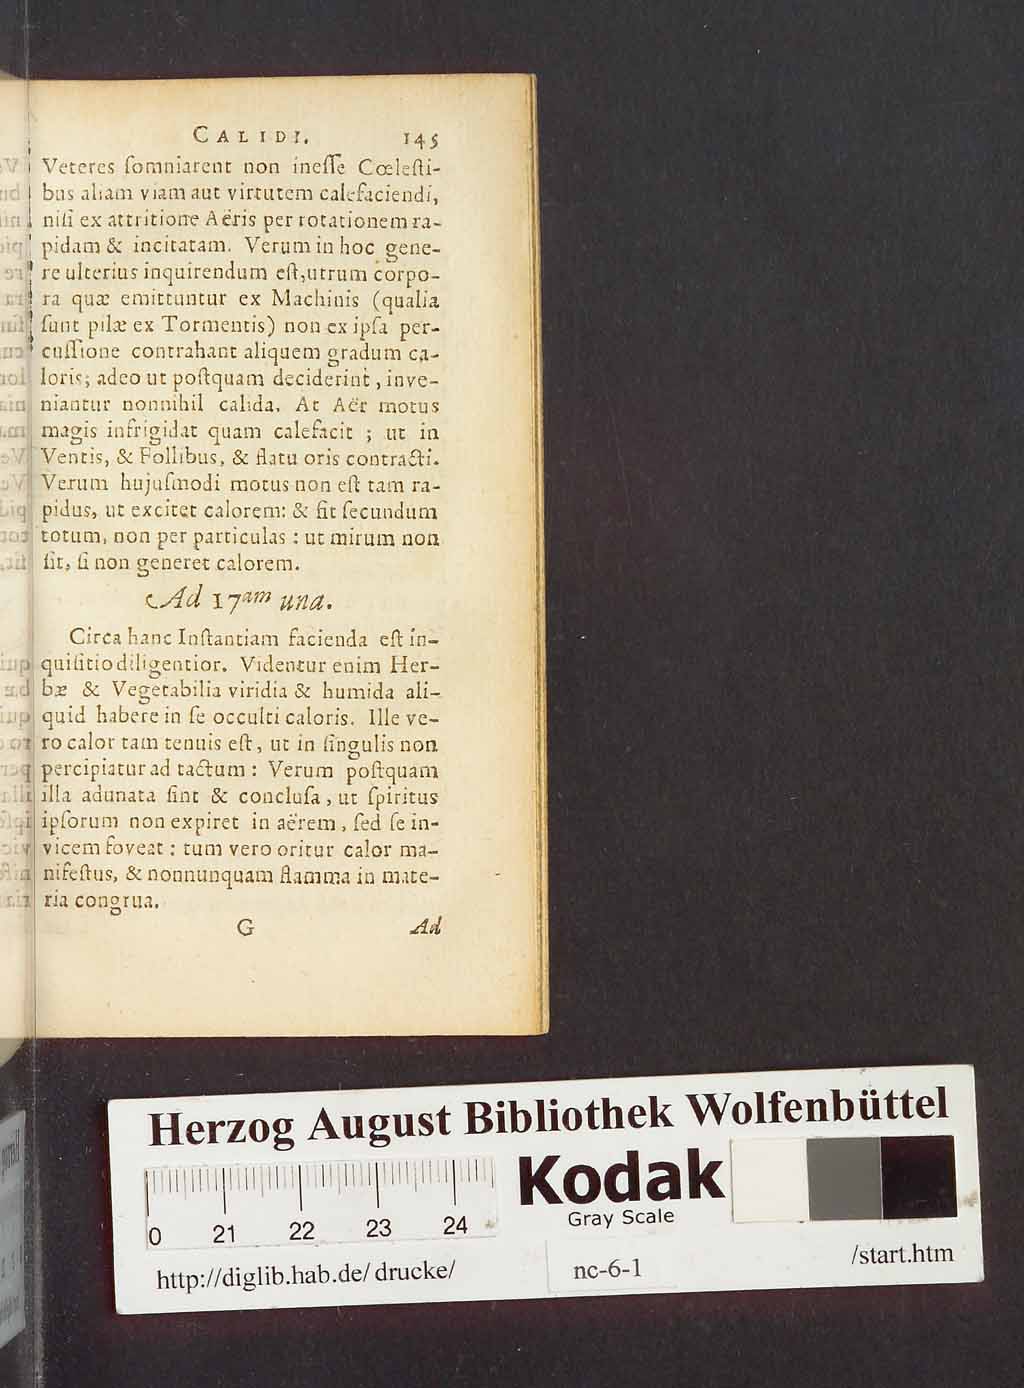 CALIDI. 145
Veteres ſomniarent non ineſſe Cœleſti-
bus aliam viam aut virtutem calefaciendi,
niſi ex attritione Aëris per rotationem ra-
pidam & incitatam. Verum in hoc gene-
re ulterius inquirendum eſt, utrum corpo-
ra quæ emittuntur ex Machinis (qualia
ſunt pilæ ex Tormentis) non ex ipſa per-
cuſſione contrahant aliquem gradum ca-
loris; adeo ut poſtquam deciderint, inve-
niantur nonnihil calida. At Aër motus
magis infrigidat quam calefacit ; ut in
Ventis, & Follibus, & flatu oris contracti.
Verum hujuſmodi motus non eſt tam ra-
pidus, ut excitet calorem: & fit ſecundum
totum, non per particulas : ut mirum non
ſit, ſi non generet calorem.
Ad 17am una.
Circa hanc Inſtantiam facienda eſt in-
quiſitio diligentior. Videntur enim Her-
bæ & Vegetabilia viridia & humida ali-
quid habere in ſe occulti caloris. Ille ve-
ro calor tam tenuis eſt, ut in ſingulis non
percipiatur ad tactum : Verum poſtquam
illa adunata ſint & concluſa, ut ſpiritus
ipſorum non expiret in aërem, ſed ſe in-
vicem foveat : tum vero oritur calor ma-
nifeſtus, & nonnunquam flamma in mate-
ria congrua.
G Ad
Herzog August Bibliothek Wolfenbüttel
Kodak
Gray Scale
0 21 22 23 24
http://diglib.hab.de/drucke/ nc-6-1 /start.htm